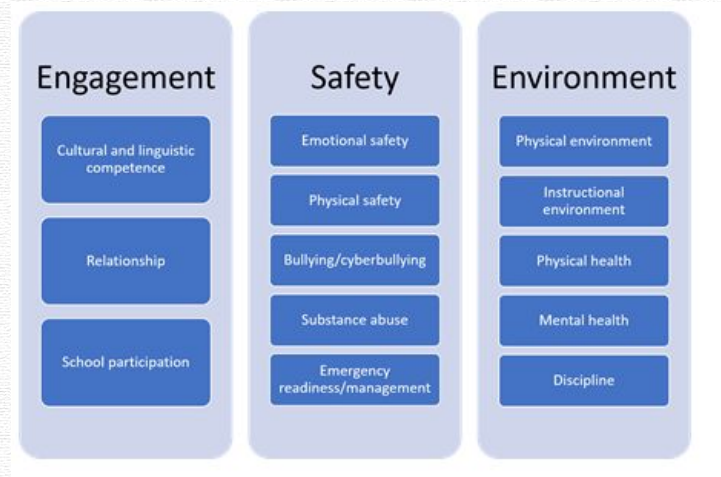 Engagement
Cultural and linguistic
competence
Relationship
School participation
Safety
Emotional safety
Physical safety
Bullying/cyberbullying
Substance abuse
Emergency
readiness/management
Environment
Physical environment
Instructional
environment
Physical health
Mental health
Discipline